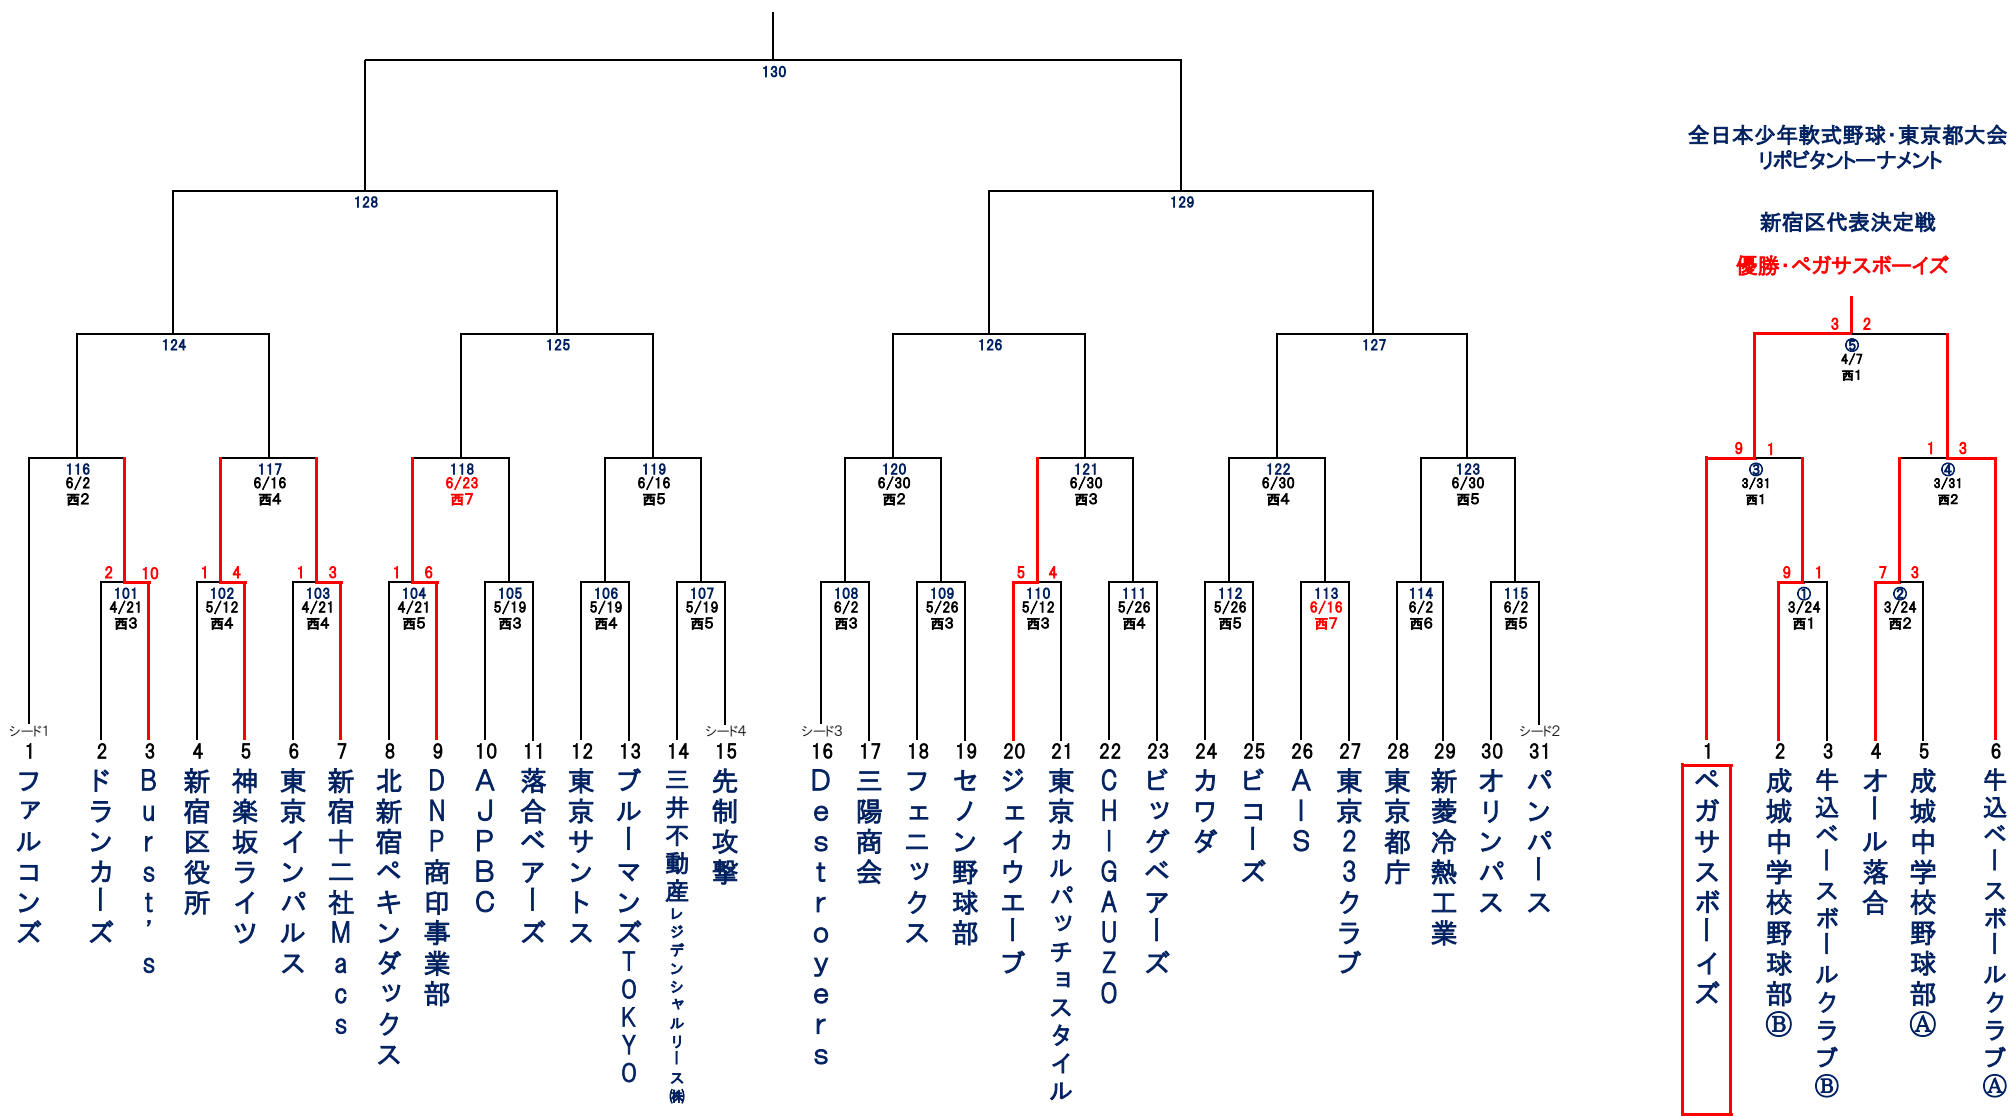 130
全日本少年軟式野球・東京都大会
リポビタントーナメント
128
129
新宿区代表決定戦
優勝・ペガサスボーイズ
124
125
126
127
3 2
⑤
4/7
西1
116
6/2
西2
117
6/16
西4
118
6/23
西7
119
6/16
西5
120
6/30
西2
121
6/30
西3
122
6/30
西4
123
6/30
西5
9 1
③
3/31
西1
1 3
④
3/31
西2
2 10
101
4/21
西3
1 4
102
5/12
西4
1 3
103
4/21
西4
1 6
104
4/21
西5
105
5/19
西3
106
5/19
西4
107
5/19
西5
108
6/2
西3
109
5/26
西3
5 4
110
5/12
西3
111
5/26
西4
112
5/26
西5
113
6/16
西7
114
6/2
西6
115
6/2
西5
9 1
①
3/24
西1
7 3
②
3/24
西2
シード1
1
ファルコンズ
2
ドランカーズ
3
Burst’s
4
新宿区役所
5
神楽坂ライツ
6
東京インパルス
7
新宿十二社Macs
8
北新宿ペキンダックス
9
DNP商印事業部
10
AJPBC
11
落合ベアーズ
12
東京サントス
13
ブルーマンズTOKYO
14
三井不動産レジデンシャルリース㈱
シード4
15
先制攻撃
シード3
16
Destroyers
17
三陽商会
18
フェニックス
19
セノン野球部
20
ジェイウエーブ
21
東京カルパッチョスタイル
22
CHIGAUZO
23
ビッグベアーズ
24
カワダ
25
ビコーズ
26
AIS
27
東京23クラブ
28
東京都庁
29
新菱冷熱工業
30
オリンパス
シード2
31
パンパース
1
ペガサスボーイズ
2
成城中学校野球部Ⓑ
3
牛込ベースボールクラブⒷ
4
オール落合
5
成城中学校野球部Ⓐ
6
牛込ベースボールクラブⒶ